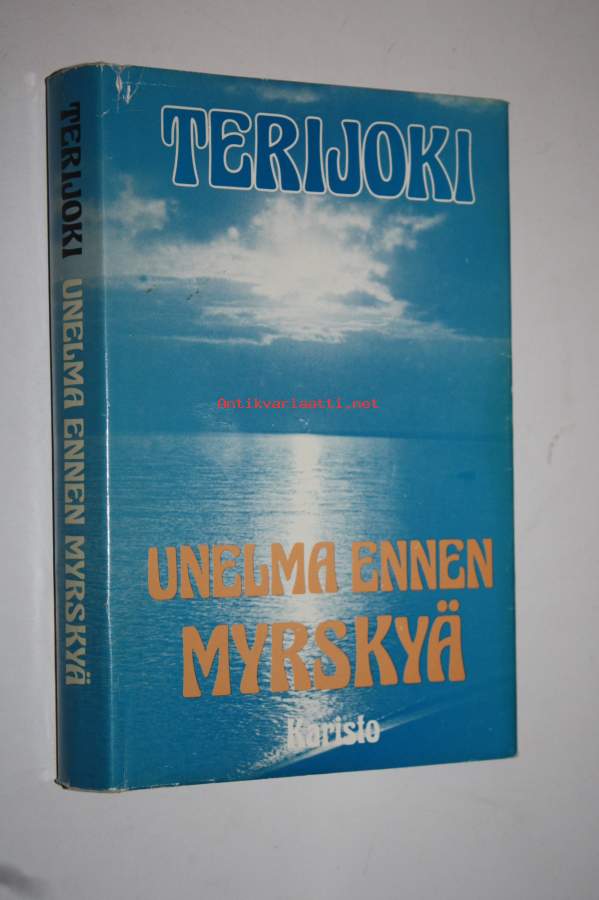 TERIJOKI UNELMA ENNEN MYRSKYÄ
TERIJOKI
Antikvariaatti.net
UNELMA ENNEN
MYRSKYÄ
Karisto